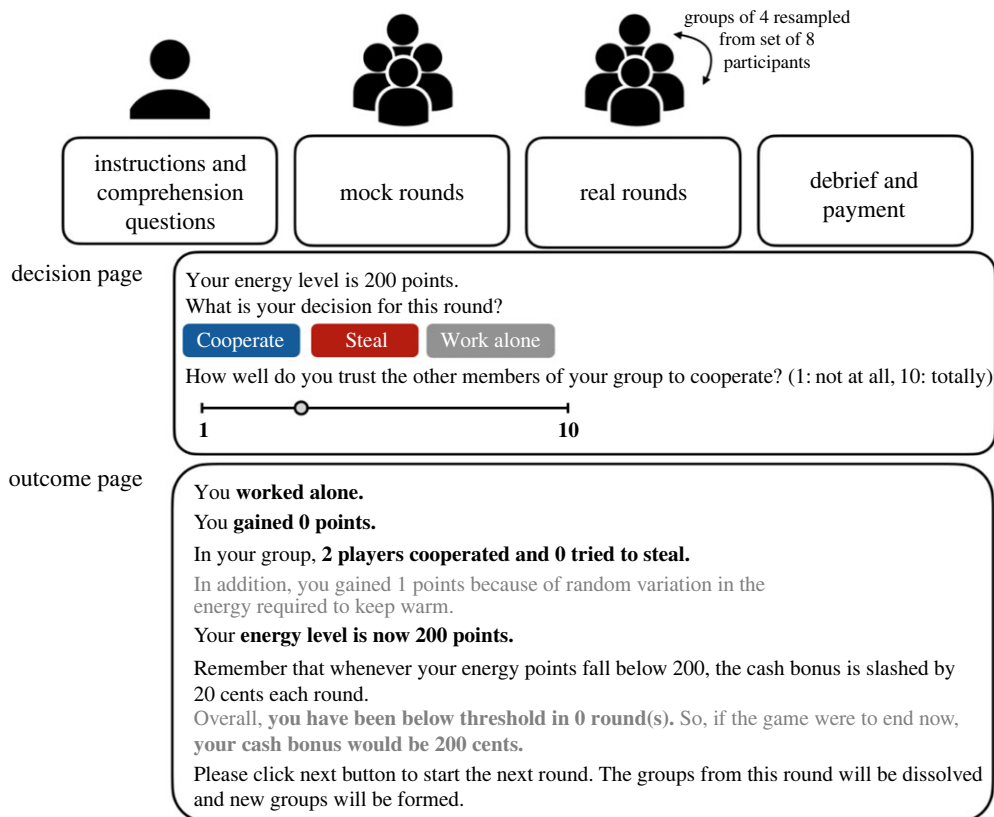 groups of 4 resampled
from set of 8
participants
instructions and
comprehension
questions
mock rounds
real rounds
debrief and
payment
decision page
Your energy level is 200 points.
What is your decision for this round?
Cooperate
Steal
Work alone
How well do you trust the other members of your group to cooperate? (1: not at all, 10: totally)
1
10
outcome page
You worked alone.
You gained 0 points.
In your group, 2 players cooperated and 0 tried to steal.
In addition, you gained 1 points because of random variation in the
energy required to keep warm.
Your energy level is now 200 points.
Remember that whenever your energy points fall below 200, the cash bonus is slashed by
20 cents each round.
Overall, you have been below threshold in 0 round(s). So, if the game were to end now,
your cash bonus would be 200 cents.
Please click next button to start the next round. The groups from this round will be dissolved
and new groups will be formed.